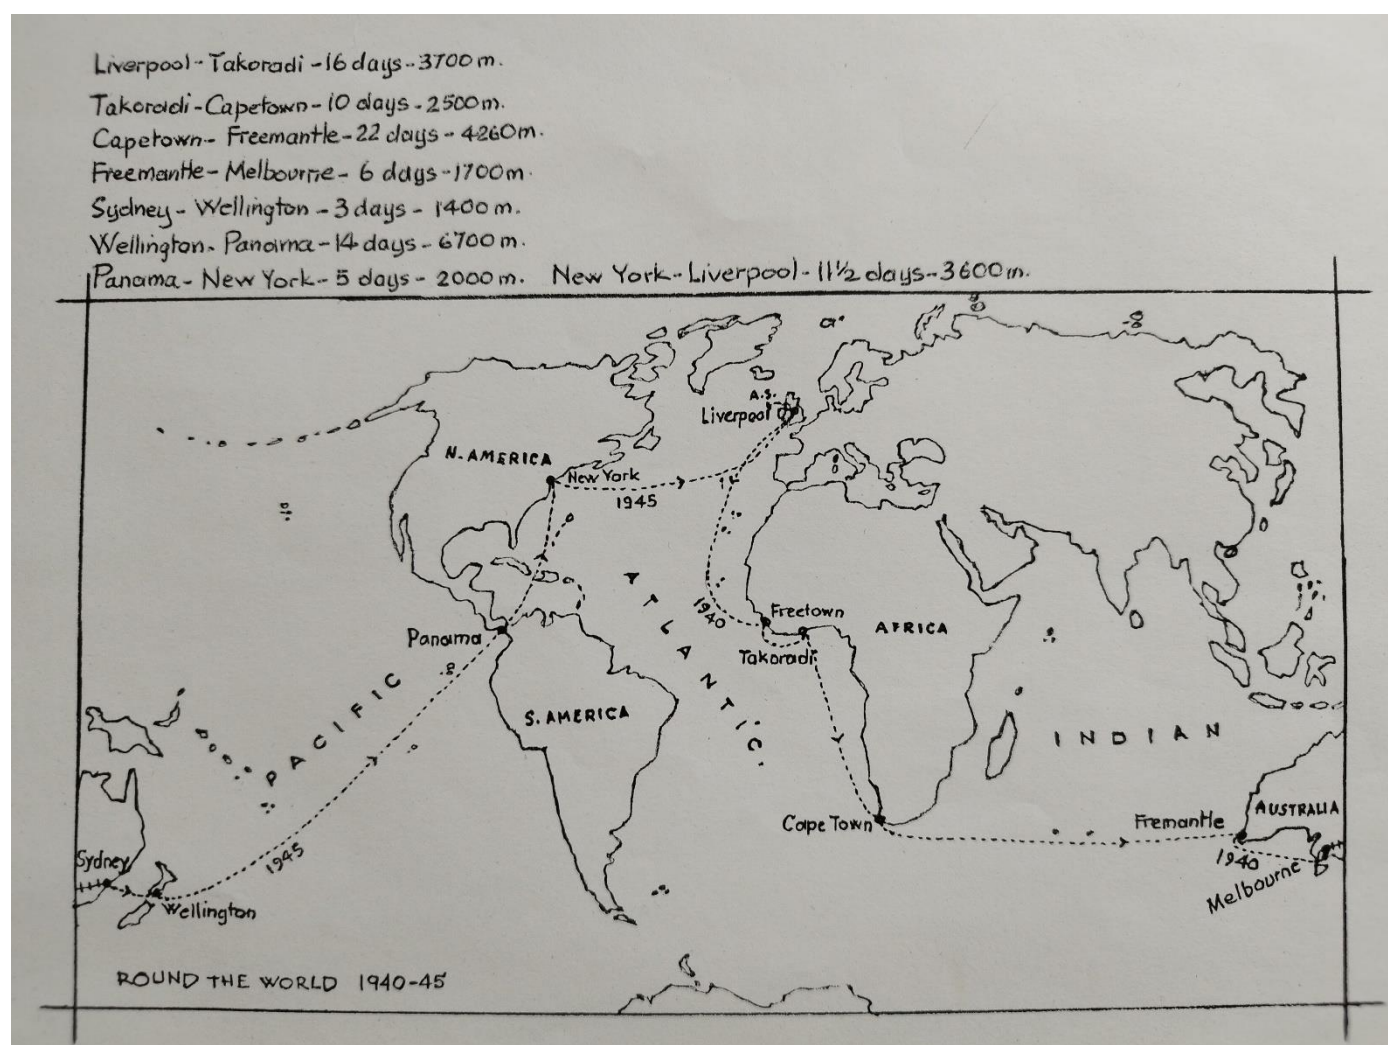 Liverpool - Takoradi - 16 days - 3700 m.
Takoradi - Capetown - 10 days - 2500 m.
Capetown - Freemantle - 22 days - 4260 m.
Freemantle - Melbourne - 6 days - 1700 m.
Sydney - Wellington - 3 days - 1400 m.
Wellington - Panama - 14 days - 6700 m.
Panama - New York - 5 days - 2000 m. New York - Liverpool - 11½ days - 3600 m.
A.S.
Liverpool
N. AMERICA
New York
1945
ATLANTIC
1940
Freetown
AFRICA
Takoradi
Panama
PACIFIC
S. AMERICA
INDIAN
Cape Town
Fremantle
AUSTRALIA
1940
Melbourne
Sydney
1945
Wellington
ROUND THE WORLD 1940-45